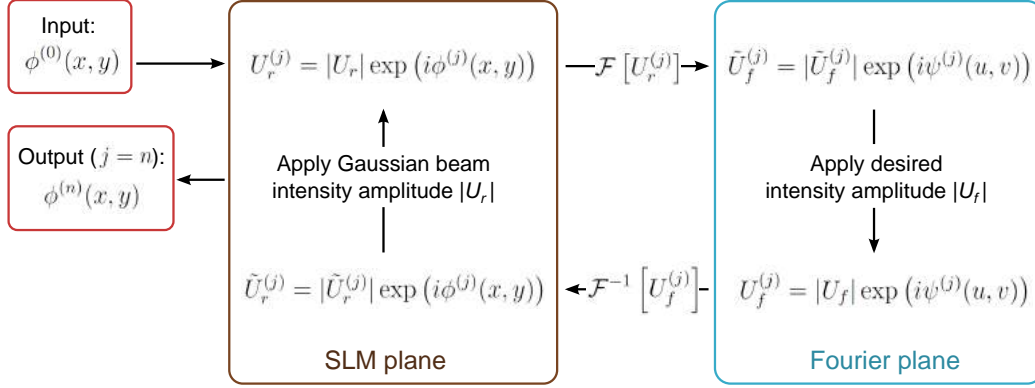 Input:
ϕ^{(0)}(x, y)
U_r^{(j)} = |U_r| exp (iϕ^{(j)}(x, y))
F [U_r^{(j)}]
Ũ_f^{(j)} = |Ũ_f^{(j)}| exp (iψ^{(j)}(u, v))
Output (j = n):
ϕ^{(n)}(x, y)
Apply Gaussian beam
intensity amplitude |U_r|
Apply desired
intensity amplitude |U_f|
Ũ_r^{(j)} = |Ũ_r^{(j)}| exp (iϕ^{(j)}(x, y))
F^{-1} [U_f^{(j)}]
U_f^{(j)} = |U_f| exp (iψ^{(j)}(u, v))
SLM plane
Fourier plane